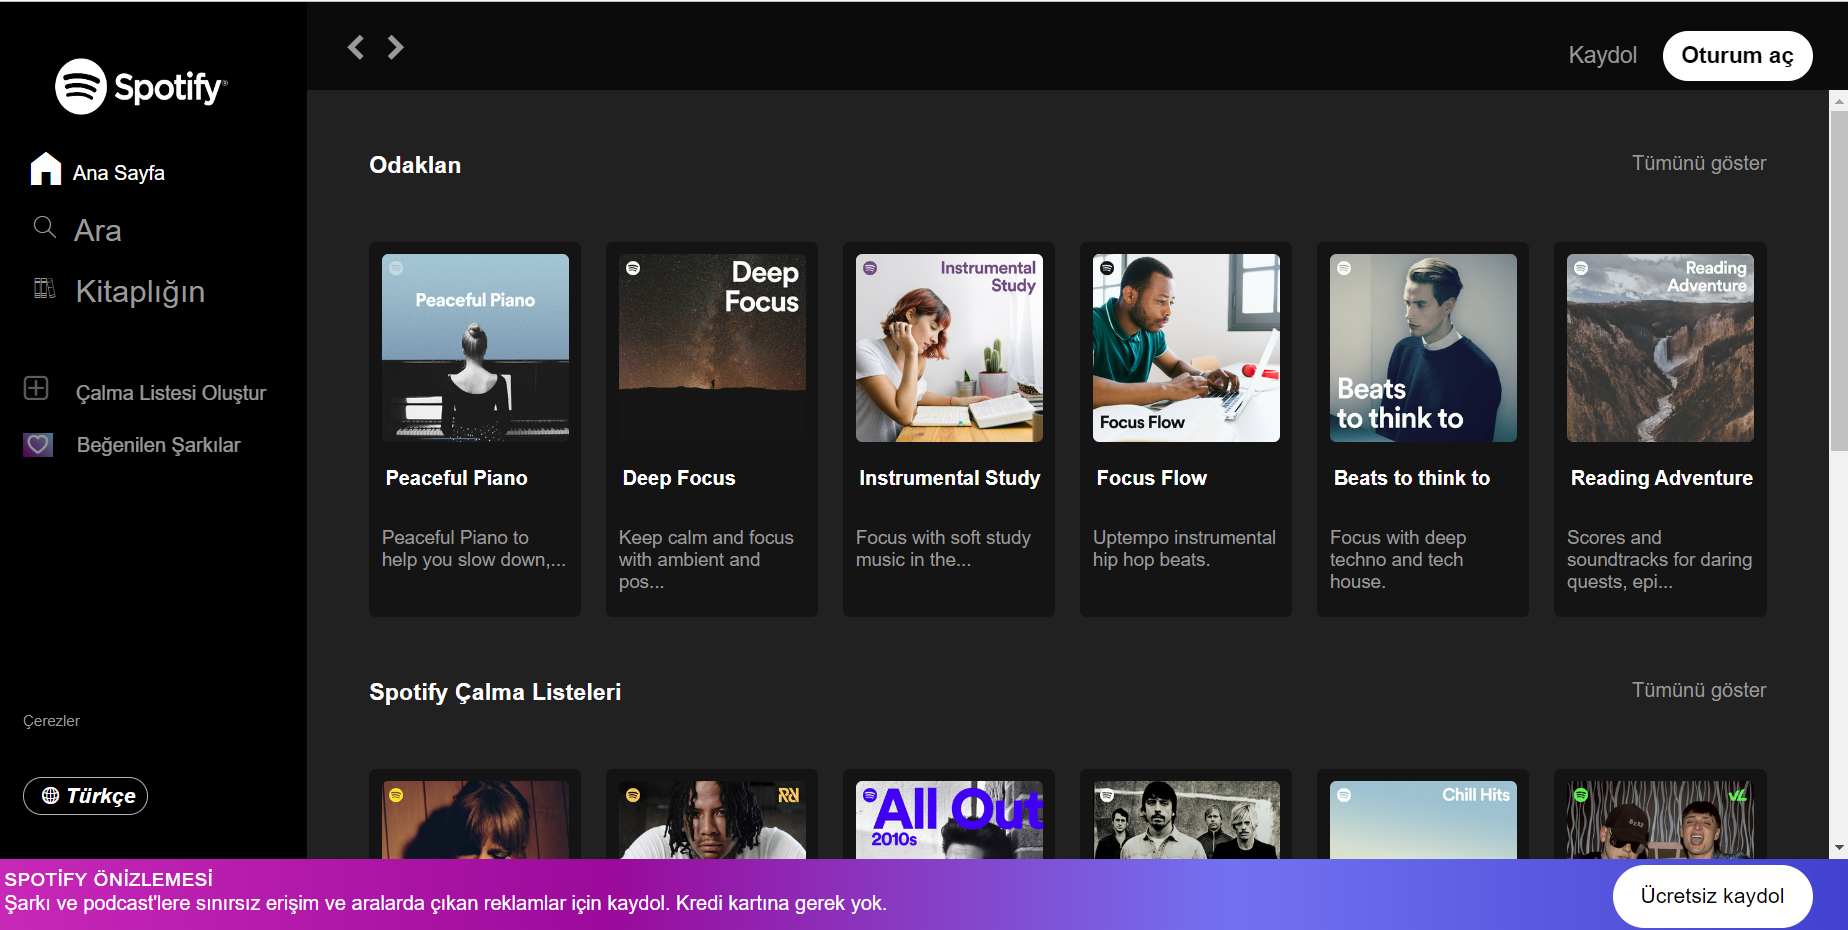 Spotify®
Ana Sayfa
Ara
Kitaplığın
Çalma Listesi Oluştur
Beğenilen Şarkılar
Çerezler
Türkçe
Kaydol
Oturum aç
Odaklan
Tümünü göster
Peaceful Piano
Deep
Focus
Instrumental
Study
Focus Flow
Beats
to think to
Reading
Adventure
Peaceful Piano
Deep Focus
Instrumental Study
Focus Flow
Beats to think to
Reading Adventure
Peaceful Piano to
help you slow down,...
Keep calm and focus
with ambient and
pos...
Focus with soft study
music in the...
Uptempo instrumental
hip hop beats.
Focus with deep
techno and tech
house.
Scores and
soundtracks for daring
quests, epi...
Spotify Çalma Listeleri
Tümünü göster
All Out
2010s
Chill Hits
SPOTİFY ÖNİZLEMESİ
Şarkı ve podcast'lere sınırsız erişim ve aralarda çıkan reklamlar için kaydol. Kredi kartına gerek yok.
Ücretsiz kaydol